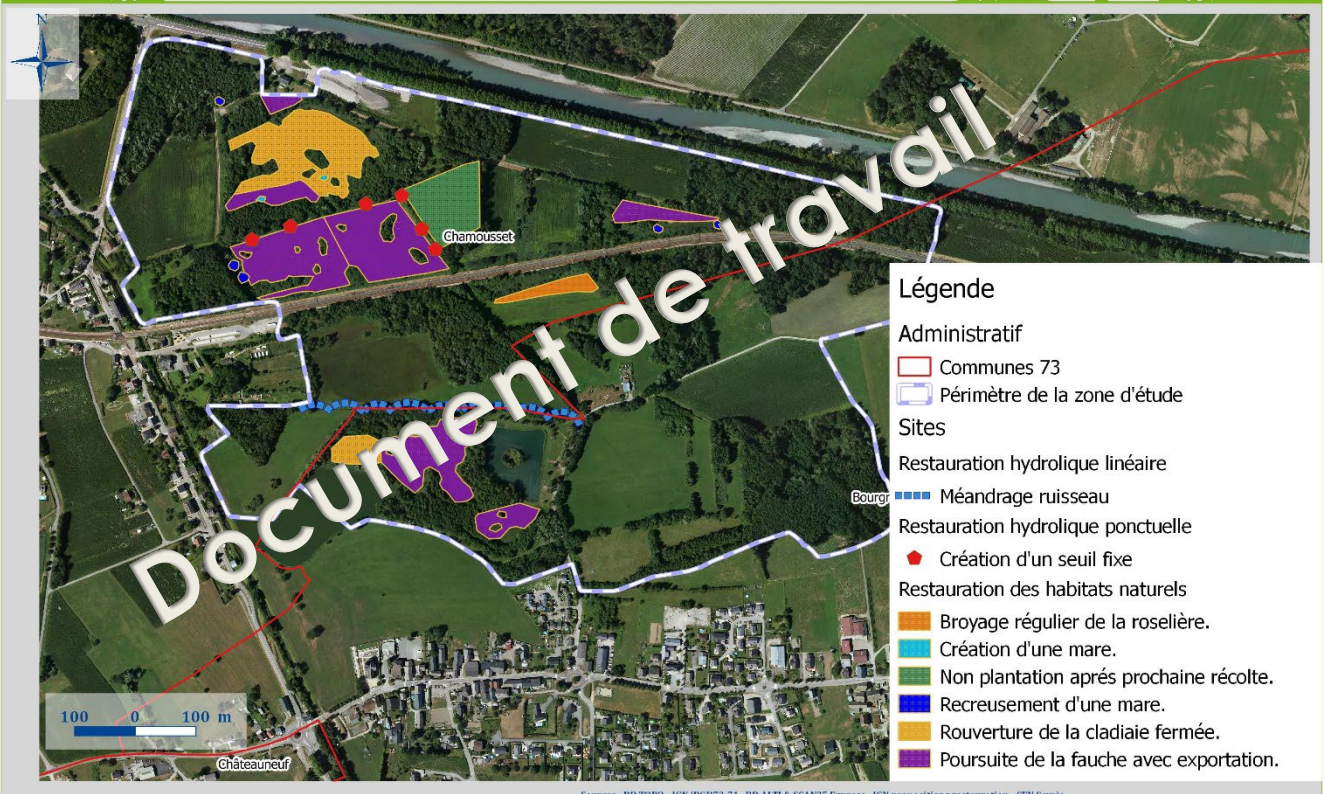 N
Chamousset
Document de travail
Bourgn
Châteauneuf
100 0 100 m
Légende
Administratif
Communes 73
Périmètre de la zone d'étude
Sites
Restauration hydrolique linéaire
Méandrage ruisseau
Restauration hydrolique ponctuelle
Création d'un seuil fixe
Restauration des habitats naturels
Broyage régulier de la roselière.
Création d'une mare.
Non plantation aprés prochaine récolte.
Recreusement d'une mare.
Rouverture de la cladiaie fermée.
Poursuite de la fauche avec exportation.